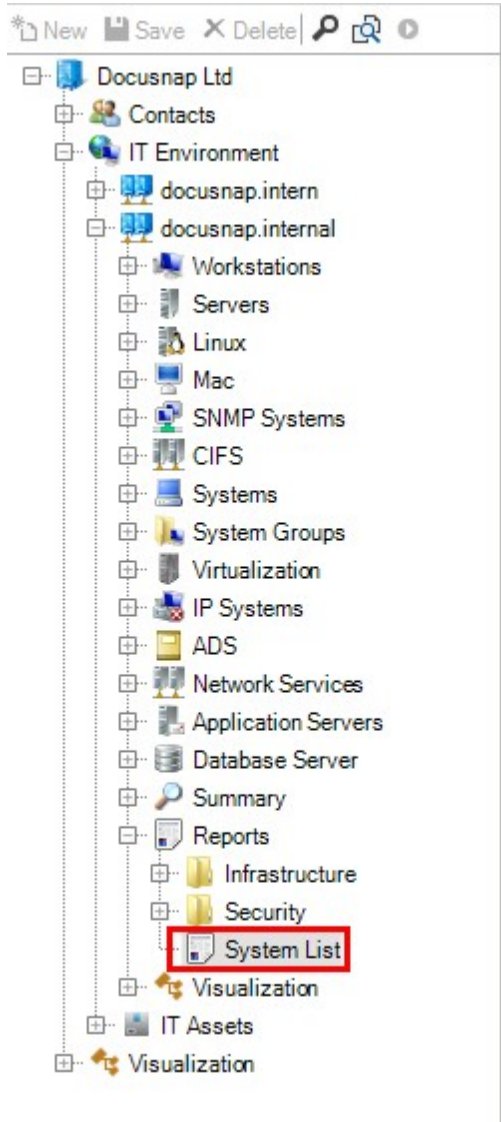 New Save Delete
Docusnap Ltd
Contacts
IT Environment
docusnap.intern
docusnap.internal
Workstations
Servers
Linux
Mac
SNMP Systems
CIFS
Systems
System Groups
Virtualization
IP Systems
ADS
Network Services
Application Servers
Database Server
Summary
Reports
Infrastructure
Security
System List
Visualization
IT Assets
Visualization